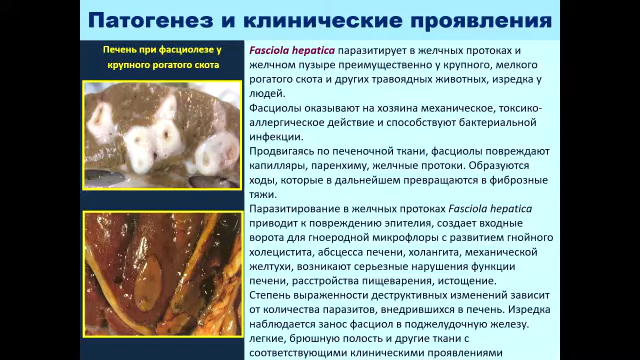 Патогенез и клинические проявления
Печень при фасциолезе у
крупного рогатого скота
Fasciola hepatica паразитирует в желчных протоках и
желчном пузыре преимущественно у крупного, мелкого
рогатого скота и других травоядных животных, изредка у
людей.
Фасциолы оказывают на хозяина механическое, токсико-
аллергическое действие и способствуют бактериальной
инфекции.
Продвигаясь по печеночной ткани, фасциолы повреждают
капилляры, паренхиму, желчные протоки. Образуются
ходы, которые в дальнейшем превращаются в фиброзные
тяжи.
Паразитирование в желчных протоках Fasciola hepatica
приводит к повреждению эпителия, создает входные
ворота для гноеродной микрофлоры с развитием гнойного
холецистита, абсцесса печени, холангита, механической
желтухи, возникают серьезные нарушения функции
печени, расстройства пищеварения, истощение.
Степень выраженности деструктивных изменений зависит
от количества паразитов, внедрившихся в печень. Изредка
наблюдается занос фасциол в поджелудочную железу.
легкие, брюшную полость и другие ткани с
соответствующими клиническими проявлениями